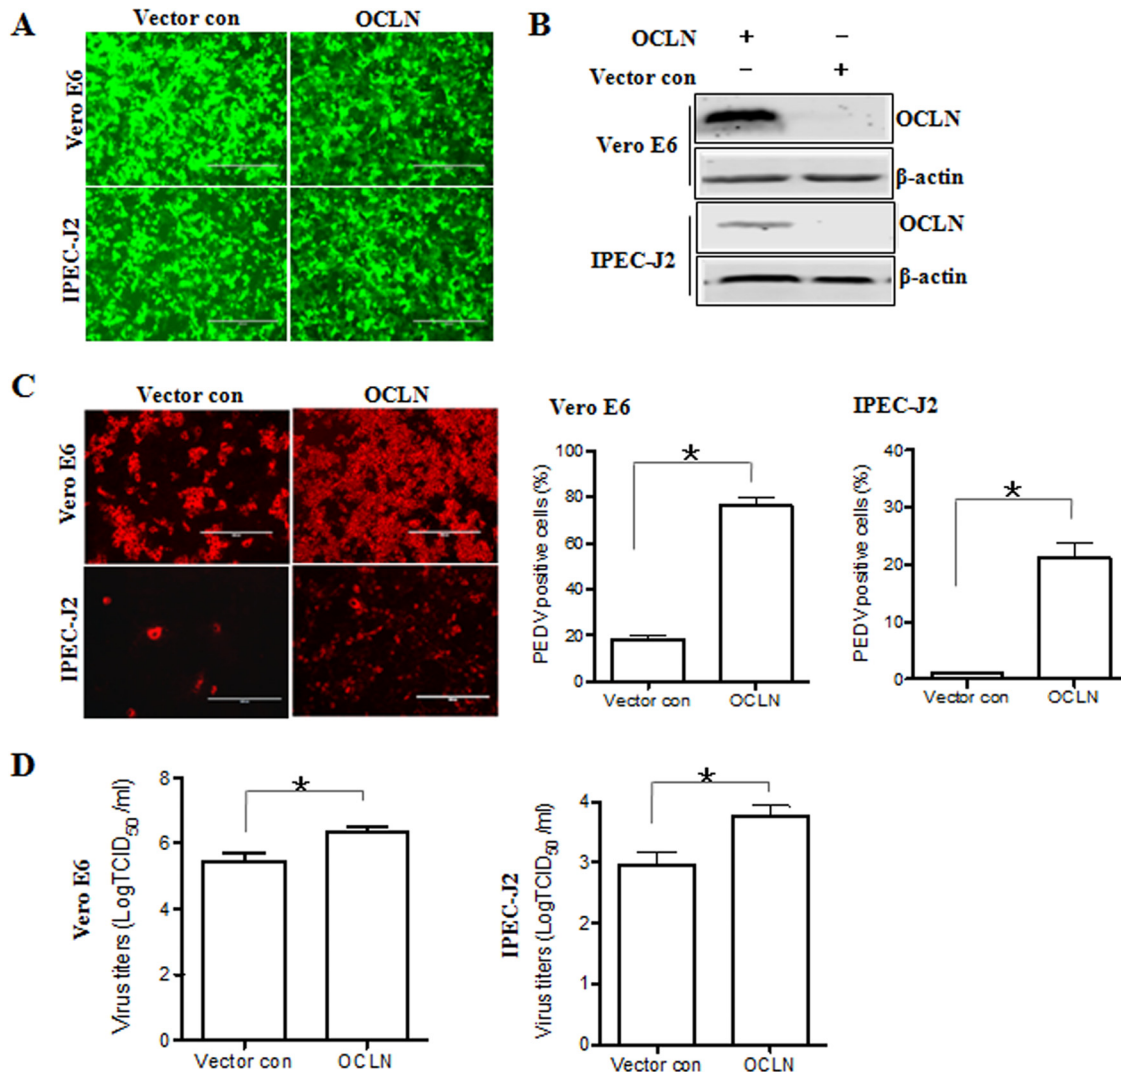 A
Vector con OCLN
Vero E6
IPEC-J2
B
OCLN + –
Vector con – +
Vero E6
OCLN
β-actin
IPEC-J2
OCLN
β-actin
C
Vector con OCLN
Vero E6
IPEC-J2
Vero E6
PEDV positive cells (%)
100
80
60
40
20
0
*
Vector con OCLN
IPEC-J2
PEDV positive cells (%)
40
30
20
10
0
*
Vector con OCLN
D
Vero E6
Virus titers (LogTCID50 /ml)
8
6
4
2
0
*
Vector con OCLN
IPEC-J2
Virus titers (LogTCID50 /ml)
4
3
2
1
0
*
Vector con OCLN